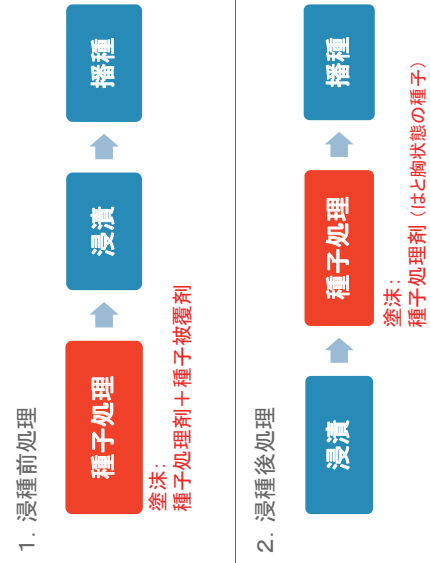 1. 浸種前処理
種子処理
浸漬
播種
塗沫:
種子処理剤＋種子被覆剤
2. 浸種後処理
浸漬
種子処理
播種
塗沫:
種子処理剤（はと胸状態の種子）